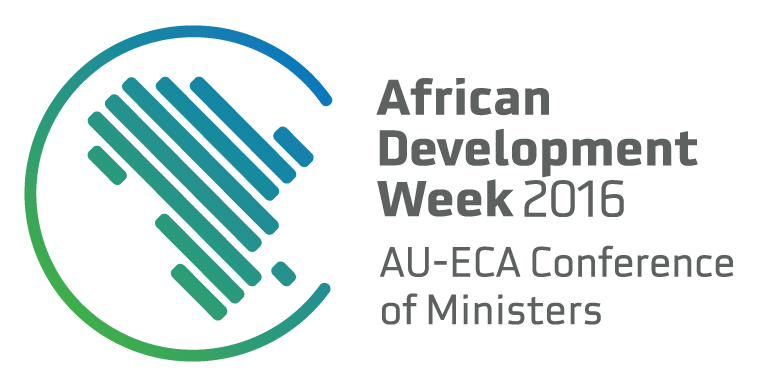 African
Development
Week 2016
AU-ECA Conference
of Ministers